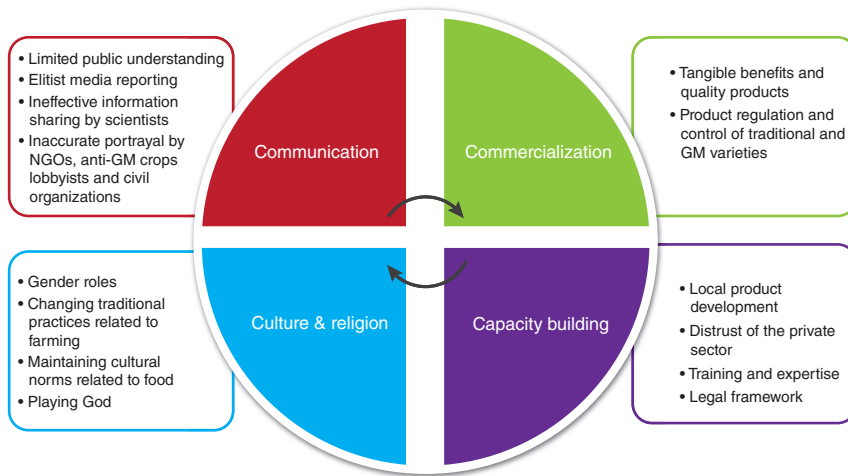 • Limited public understanding
• Elitist media reporting
• Ineffective information
sharing by scientists
• Inaccurate portrayal by
NGOs, anti-GM crops
lobbyists and civil
organizations
Communication
Commercialization
• Tangible benefits and
quality products
• Product regulation and
control of traditional and
GM varieties
• Gender roles
• Changing traditional
practices related to
farming
• Maintaining cultural
norms related to food
• Playing God
Culture & religion
Capacity building
• Local product
development
• Distrust of the private
sector
• Training and expertise
• Legal framework